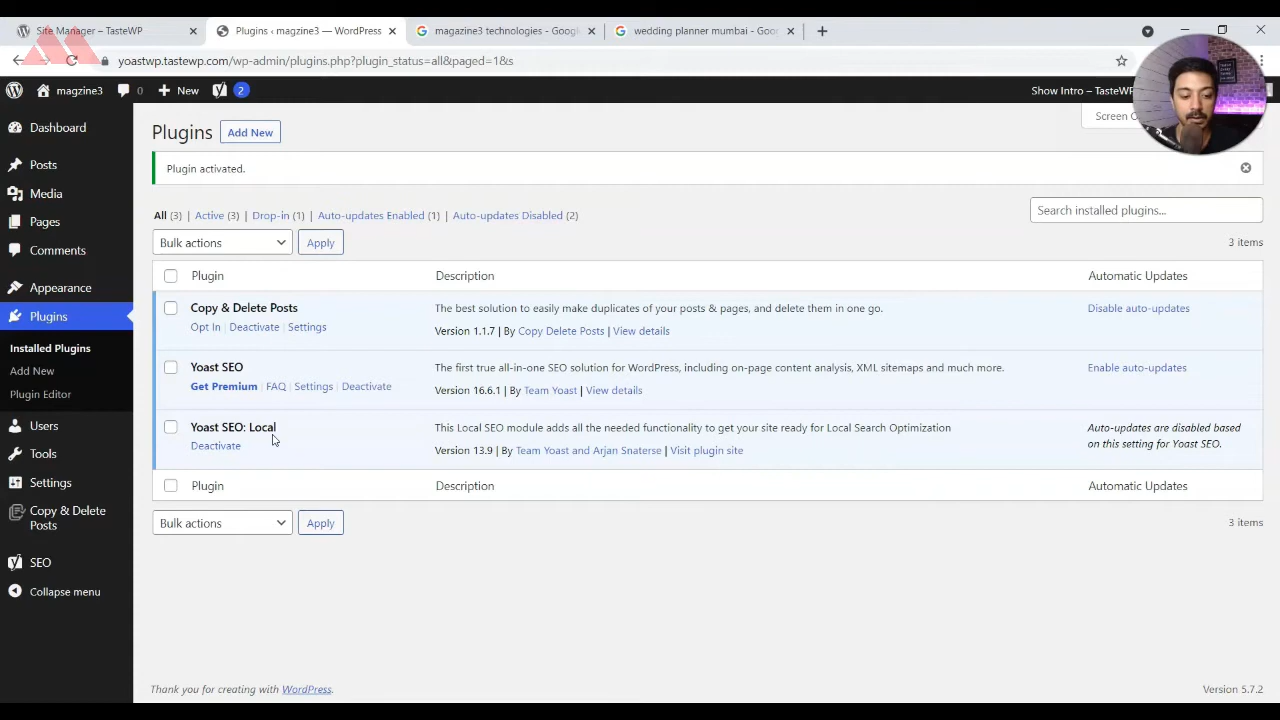 Site Manager – TasteWP
Plugins ‹ magzine3 — WordPress
magazine3 technologies - Googl
wedding planner mumbai - Goo
yoastwp.tastewp.com/wp-admin/plugins.php?plugin_status=all&paged=1&s
magzine3
0
New
2
Show Intro – TasteWP
Dashboard
Posts
Media
Pages
Comments
Appearance
Plugins
Installed Plugins
Add New
Plugin Editor
Users
Tools
Settings
Copy & Delete
Posts
SEO
Collapse menu
Plugins
Add New
Screen O
Plugin activated.
All (3) | Active (3) | Drop-in (1) | Auto-updates Enabled (1) | Auto-updates Disabled (2)
Search installed plugins...
Bulk actions
Apply
3 items
Plugin
Description
Automatic Updates
Copy & Delete Posts
Opt In | Deactivate | Settings
The best solution to easily make duplicates of your posts & pages, and delete them in one go.
Version 1.1.7 | By Copy Delete Posts | View details
Disable auto-updates
Yoast SEO
Get Premium | FAQ | Settings | Deactivate
The first true all-in-one SEO solution for WordPress, including on-page content analysis, XML sitemaps and much more.
Version 16.6.1 | By Team Yoast | View details
Enable auto-updates
Yoast SEO: Local
Deactivate
This Local SEO module adds all the needed functionality to get your site ready for Local Search Optimization
Version 13.9 | By Team Yoast and Arjan Snaterse | Visit plugin site
Auto-updates are disabled based
on this setting for Yoast SEO.
Plugin
Description
Automatic Updates
Bulk actions
Apply
3 items
Thank you for creating with WordPress.
Version 5.7.2